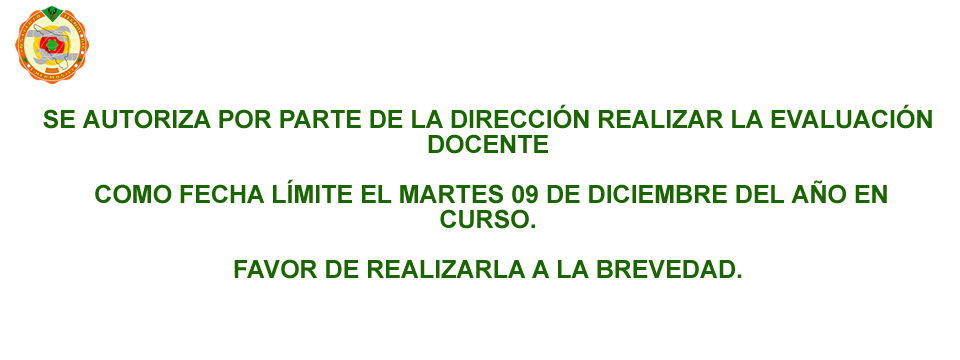 SE AUTORIZA POR PARTE DE LA DIRECCIÓN REALIZAR LA EVALUACIÓN
DOCENTE
COMO FECHA LÍMITE EL MARTES 09 DE DICIEMBRE DEL AÑO EN
CURSO.
FAVOR DE REALIZARLA A LA BREVEDAD.